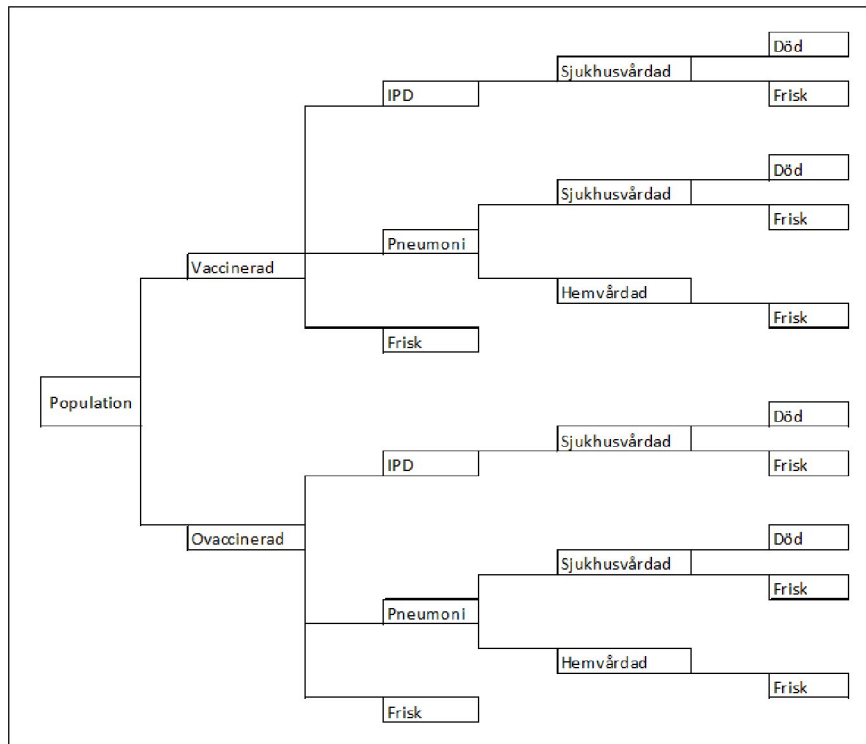 Död
Sjukhusvårdad
IPD
Frisk
Död
Sjukhusvårdad
Frisk
Pneumoni
Vaccinerad
Hemvårdad
Frisk
Frisk
Population
Död
Sjukhusvårdad
IPD
Frisk
Död
Ovaccinerad
Sjukhusvårdad
Frisk
Pneumoni
Hemvårdad
Frisk
Frisk